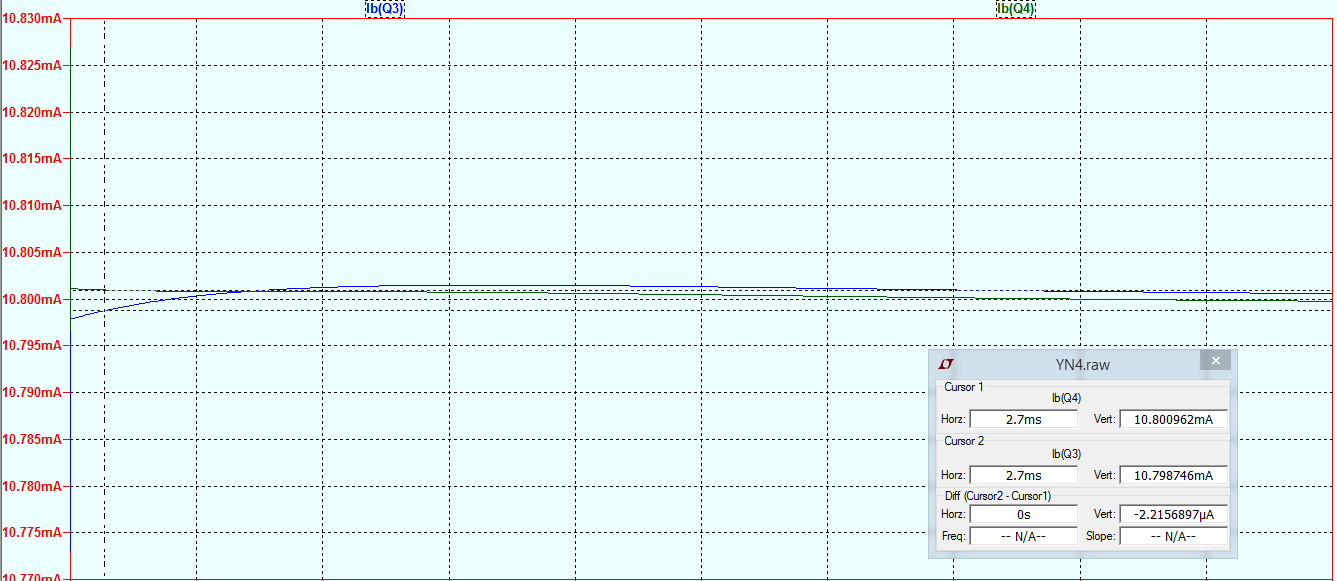 Ib(Q3) Ib(Q4)
10.830mA
10.825mA
10.820mA
10.815mA
10.810mA
10.805mA
10.800mA
10.795mA
10.790mA
10.785mA
10.780mA
10.775mA
10.770mA
YN4.raw
Cursor 1
Ib(Q4)
Horz: 2.7ms Vert: 10.800962mA
Cursor 2
Ib(Q3)
Horz: 2.7ms Vert: 10.798746mA
Diff (Cursor2 - Cursor1)
Horz: 0s Vert: -2.2156897µA
Freq: -- N/A-- Slope: -- N/A--